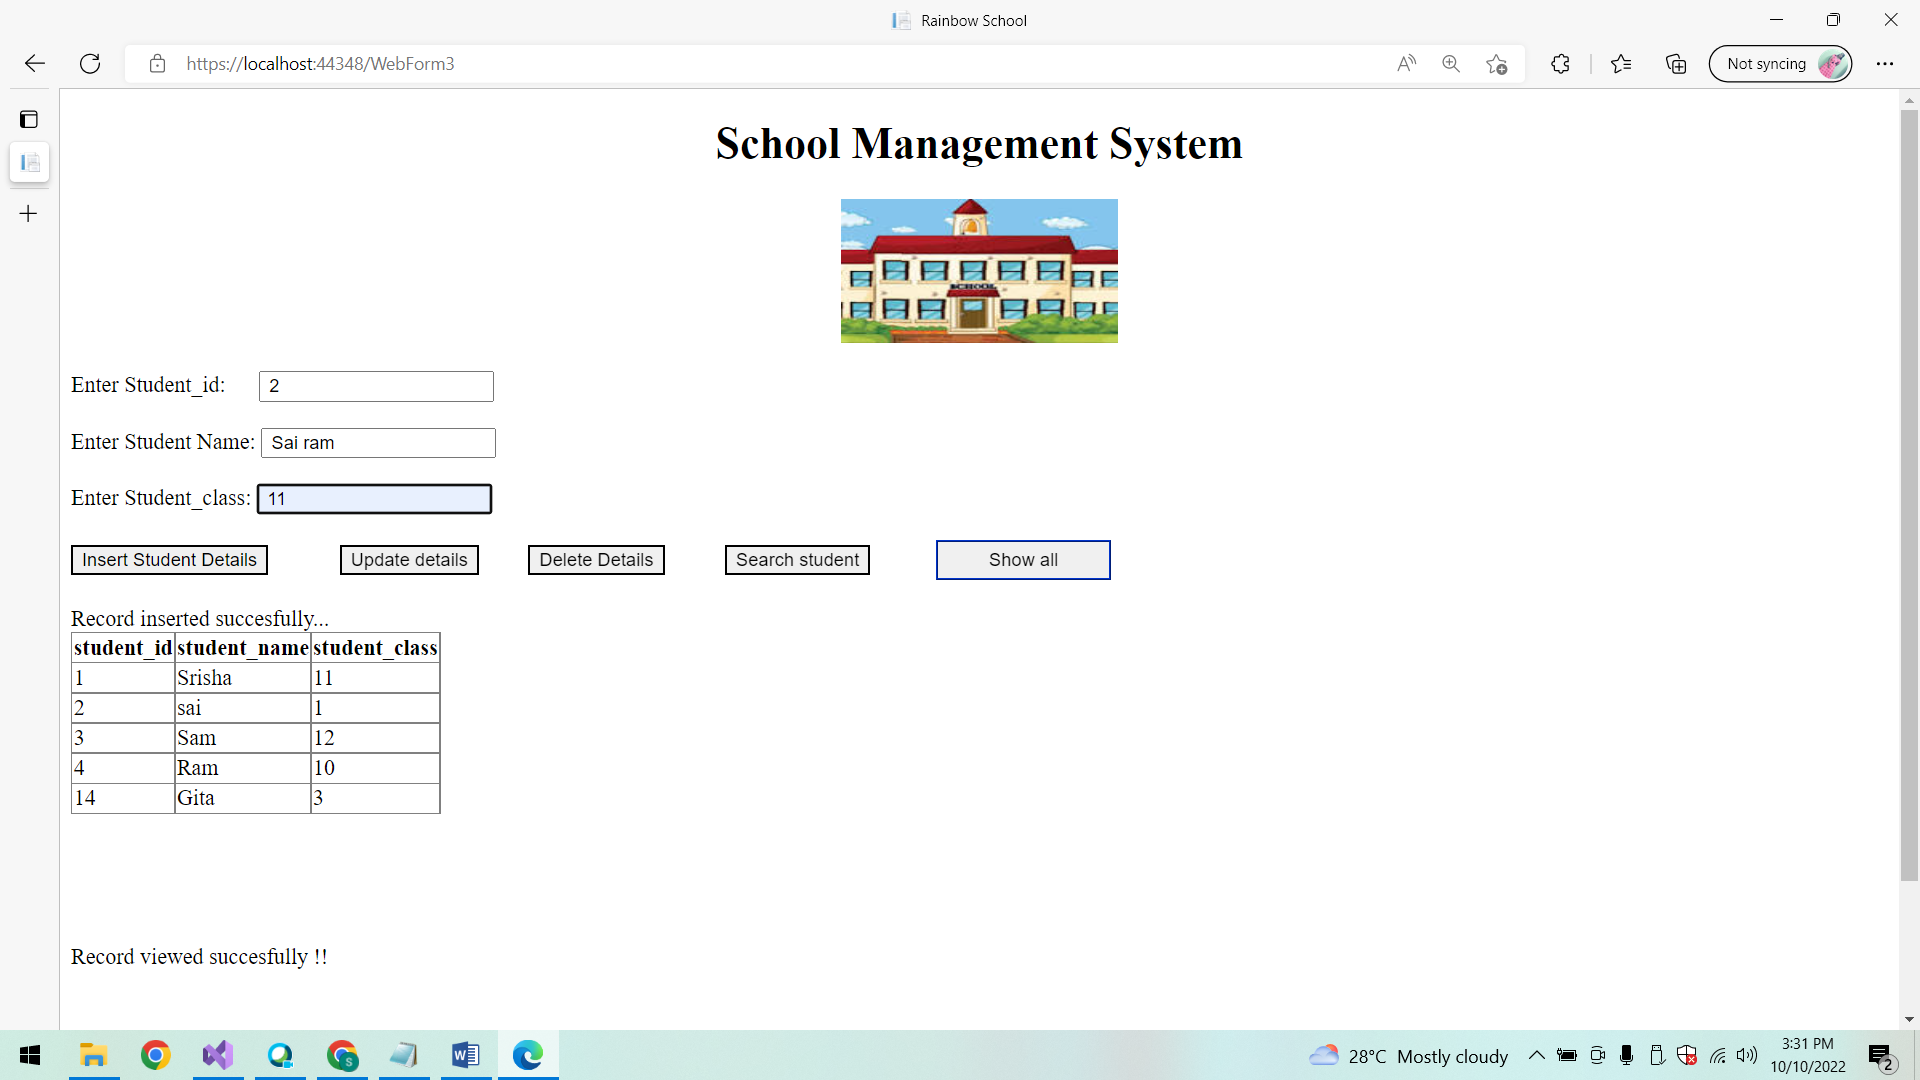 Rainbow School
https://localhost:44348/WebForm3
Not syncing
School Management System
SCHOOL
Enter Student_id: 2
Enter Student Name: Sai ram
Enter Student_class: 11
Insert Student Details Update details Delete Details Search student Show all
Record inserted succesfully...
student_id student_name student_class
1 Srisha 11
2 sai 1
3 Sam 12
4 Ram 10
14 Gita 3
Record viewed succesfully !!
28°C Mostly cloudy
3:31 PM
10/10/2022
2